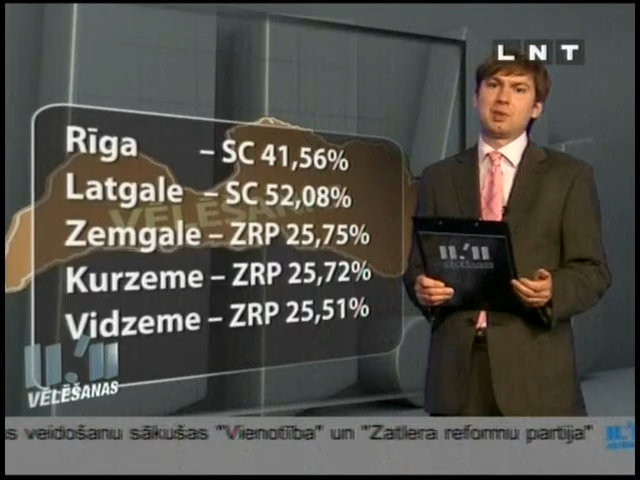 LNT
Rīga – SC 41,56%
Latgale – SC 52,08%
Zemgale – ZRP 25,75%
Kurzeme – ZRP 25,72%
Vidzeme – ZRP 25,51%
VĒLĒŠANAS
as veidošanu sākušas "Vienotība" un "Zatlera reformu partija"